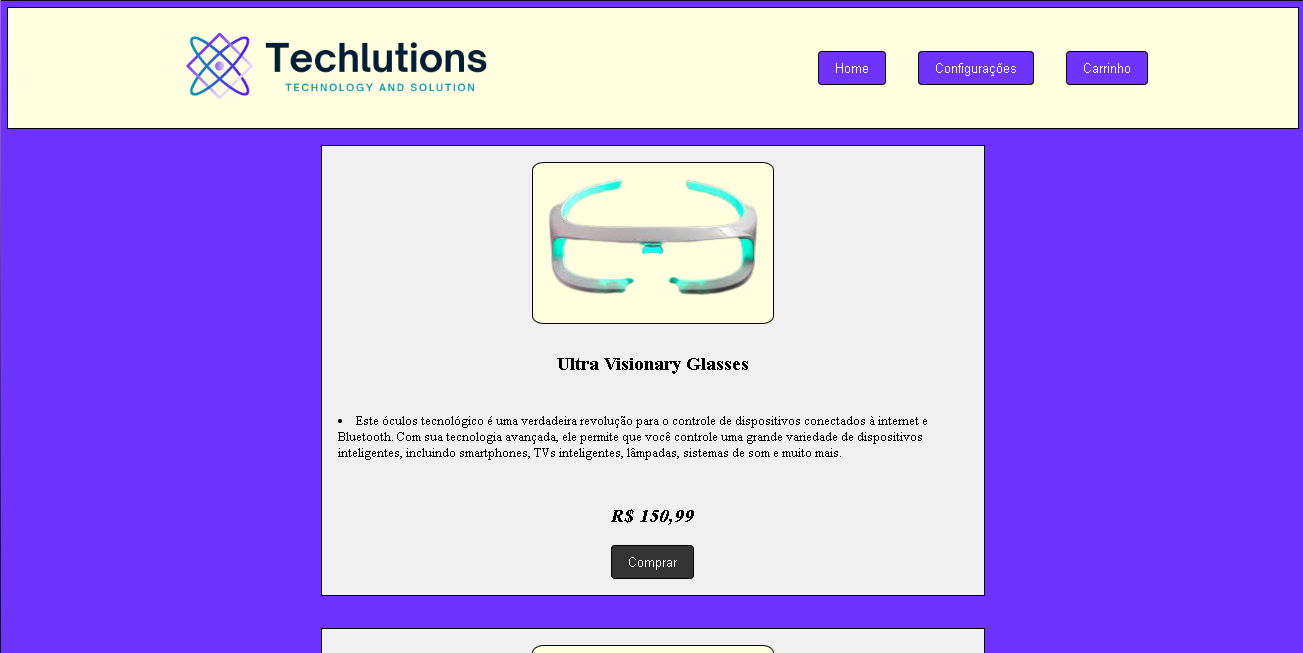 Techlutions
TECHNOLOGY AND SOLUTION
Home
Configurações
Carrinho
Ultra Visionary Glasses
• Este óculos tecnológico é uma verdadeira revolução para o controle de dispositivos conectados à internet e
Bluetooth. Com sua tecnologia avançada, ele permite que você controle uma grande variedade de dispositivos
inteligentes, incluindo smartphones, TVs inteligentes, lâmpadas, sistemas de som e muito mais.
R$ 150,99
Comprar